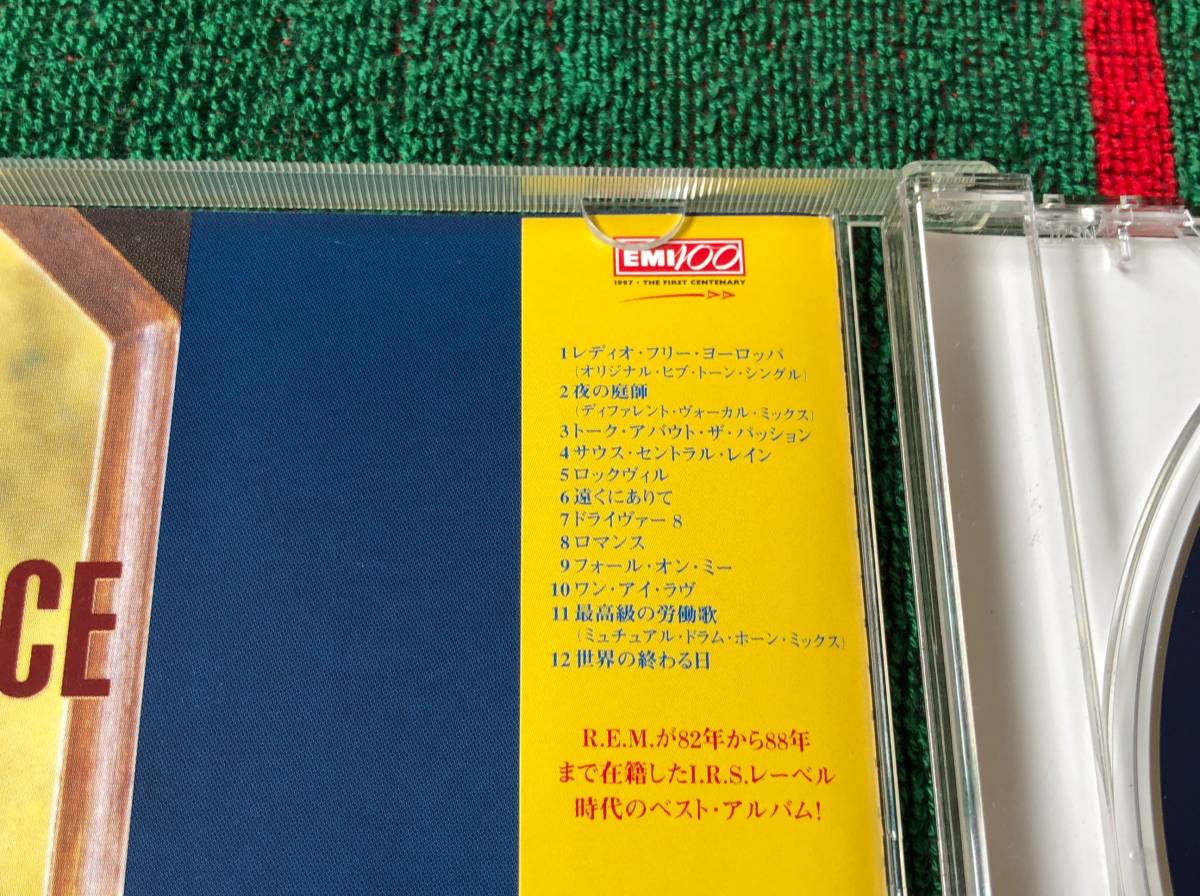 CE
EMI100
1997・THE FIRST CENTENARY
1 レディオ・フリー・ヨーロッパ
(オリジナル・ヒブ・トーン・シングル)
2 夜の庭師
(ディファレント・ヴォーカル・ミックス)
3 トーク・アバウト・ザ・パッション
4 サウス・セントラル・レイン
5 ロックヴィル
6 遠くにありて
7 ドライヴァー 8
8 ロマンス
9 フォール・オン・ミー
10 ワン・アイ・ラヴ
11 最高級の労働歌
(ミュチュアル・ドラム・ホーン・ミックス)
12 世界の終わる日
R.E.M.が82年から88年
まで在籍したI.R.S.レーベル
時代のベスト・アルバム!